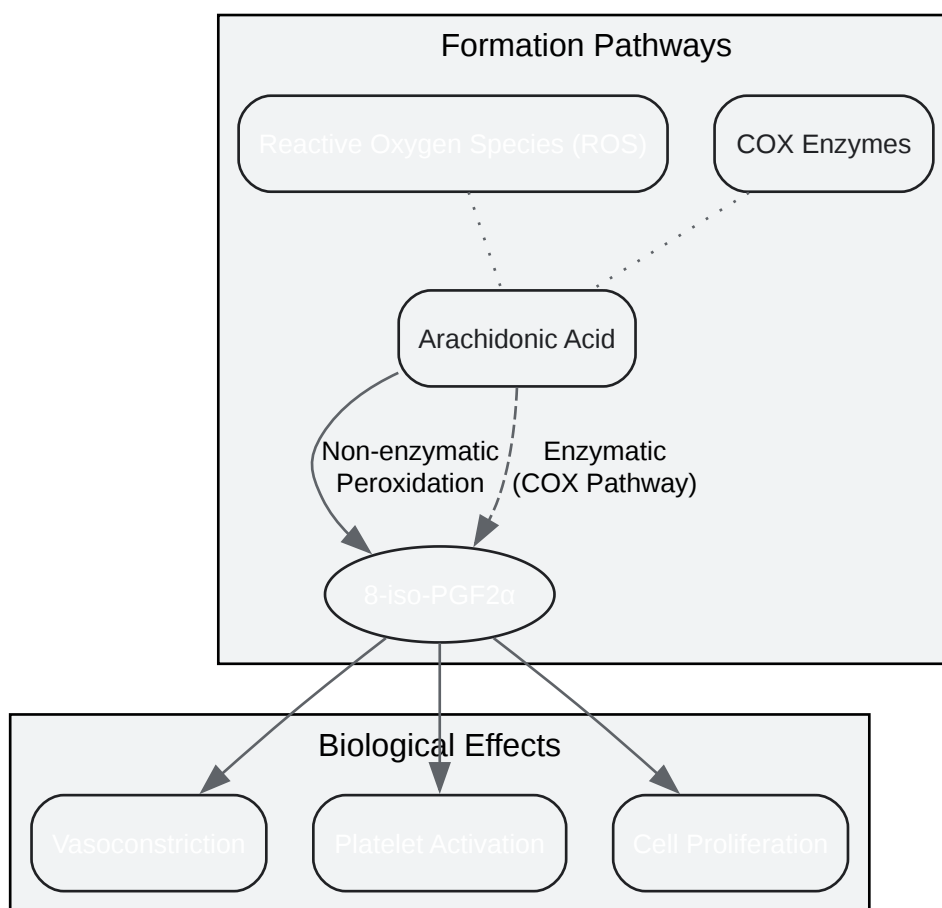 Formation Pathways
Reactive Oxygen Species (ROS)
COX Enzymes
Arachidonic Acid
Non-enzymatic
Peroxidation
Enzymatic
(COX Pathway)
8-iso-PGF2α
Biological Effects
Vasoconstriction
Platelet Activation
Cell Proliferation